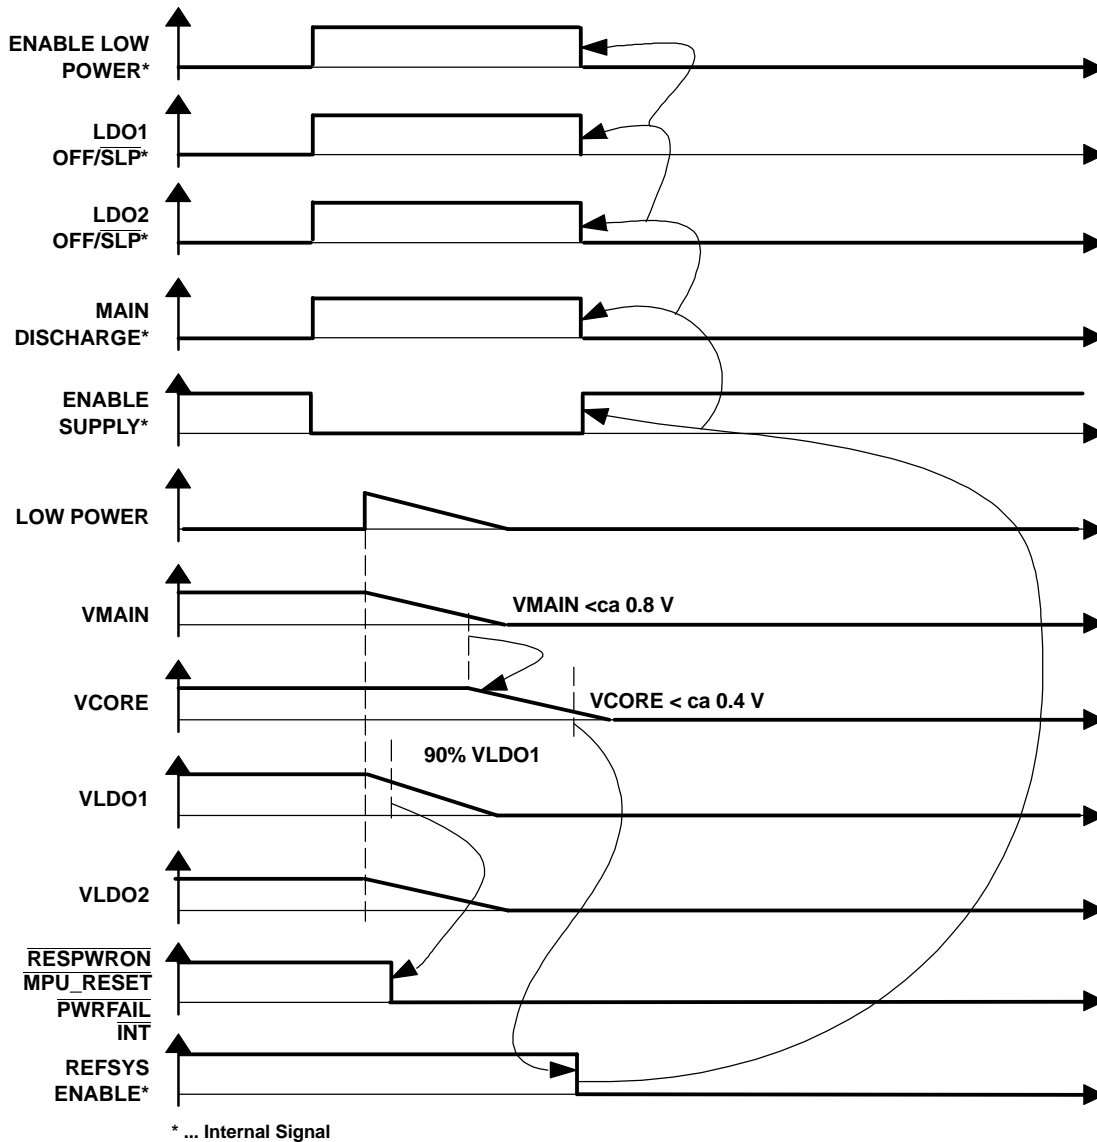 ENABLE LOW
POWER*
LDO1
OFF/SLP*
LDO2
OFF/SLP*
MAIN
DISCHARGE*
ENABLE
SUPPLY*
LOW POWER
VMAIN
VMAIN <ca 0.8 V
VCORE
VCORE < ca 0.4 V
90% VLDO1
VLDO1
VLDO2
RESPWRON
MPU_RESET
PWRFAIL
INT
REFSYS
ENABLE*
* ... Internal Signal